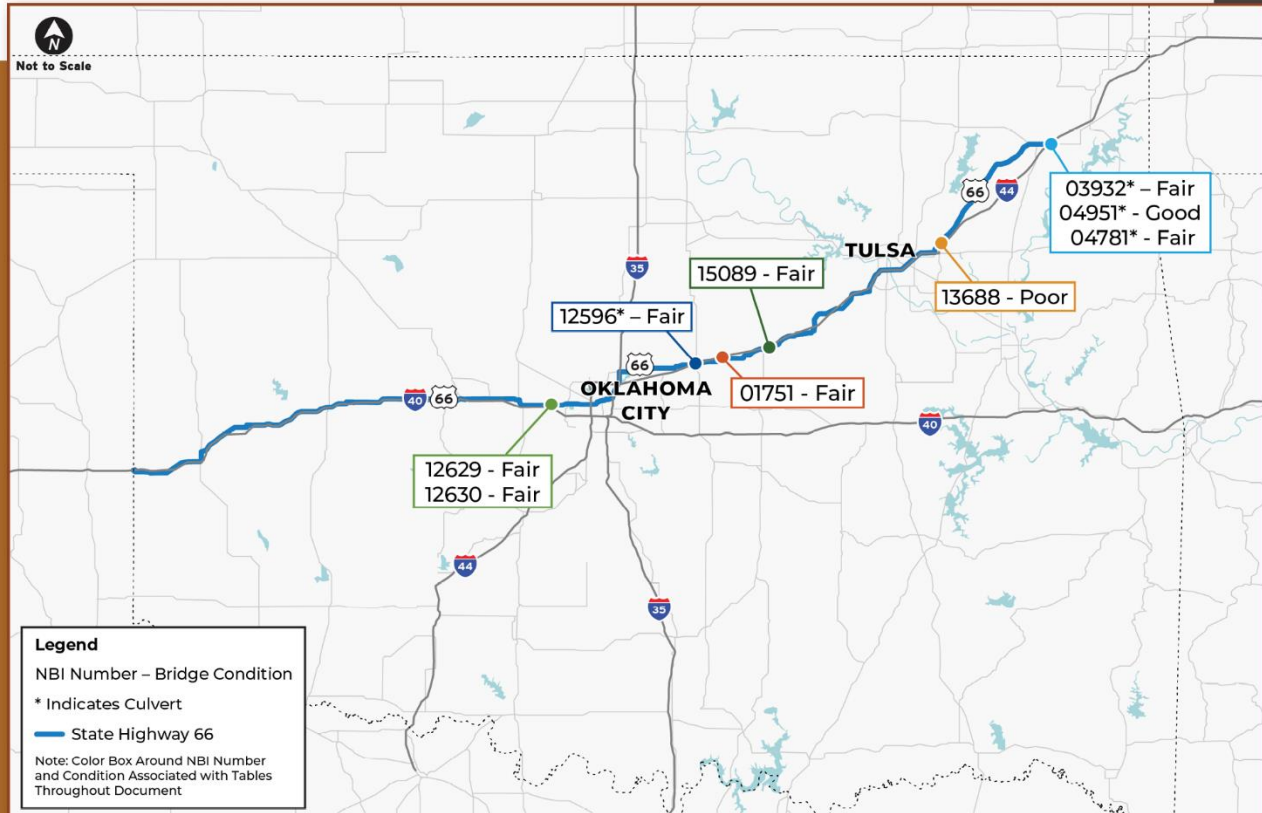 N
Not to Scale
66
44
03932* – Fair
04951* - Good
04781* - Fair
TULSA
35
15089 - Fair
13688 - Poor
12596* – Fair
66
01751 - Fair
OKLAHOMA
CITY
40
66
40
12629 - Fair
12630 - Fair
44
35
Legend
NBI Number – Bridge Condition
* Indicates Culvert
State Highway 66
Note: Color Box Around NBI Number
and Condition Associated with Tables
Throughout Document